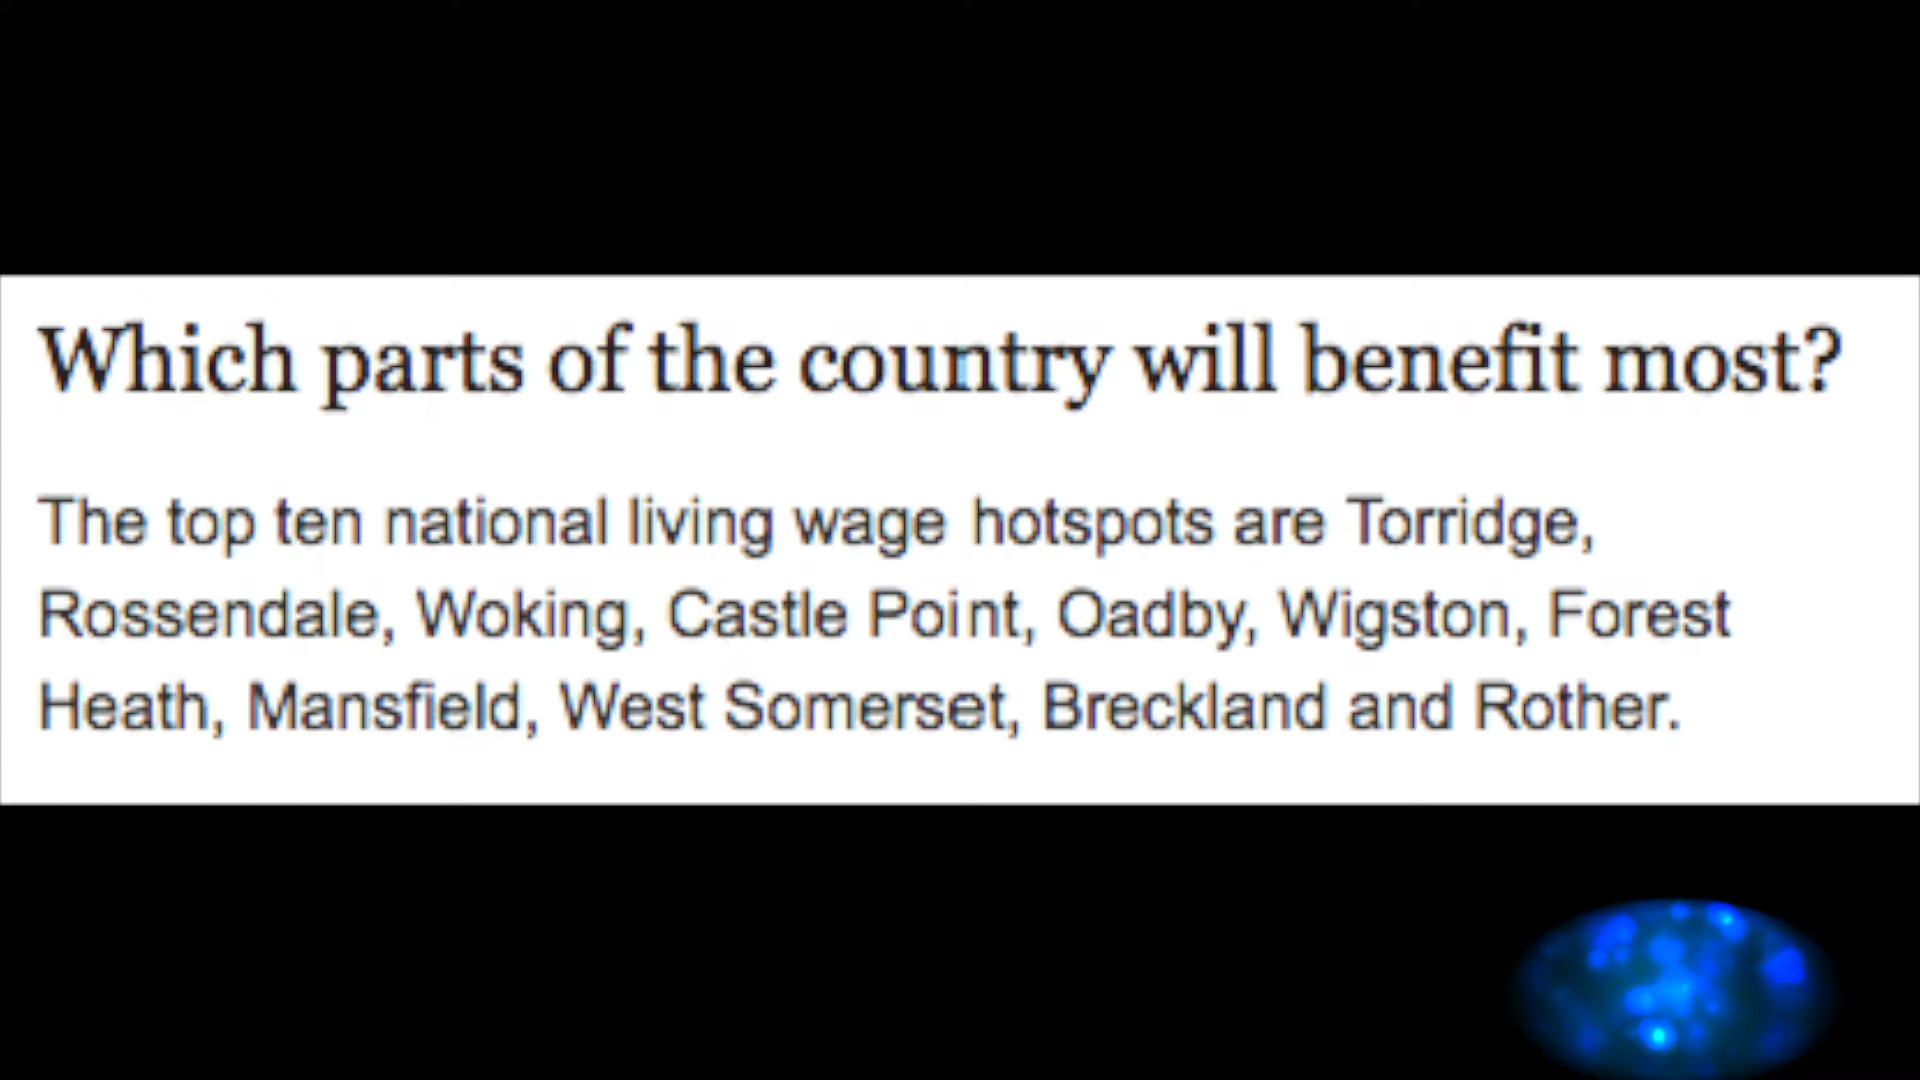 Which parts of the country will benefit most?
The top ten national living wage hotspots are Torridge,
Rossendale, Woking, Castle Point, Oadby, Wigston, Forest
Heath, Mansfield, West Somerset, Breckland and Rother.